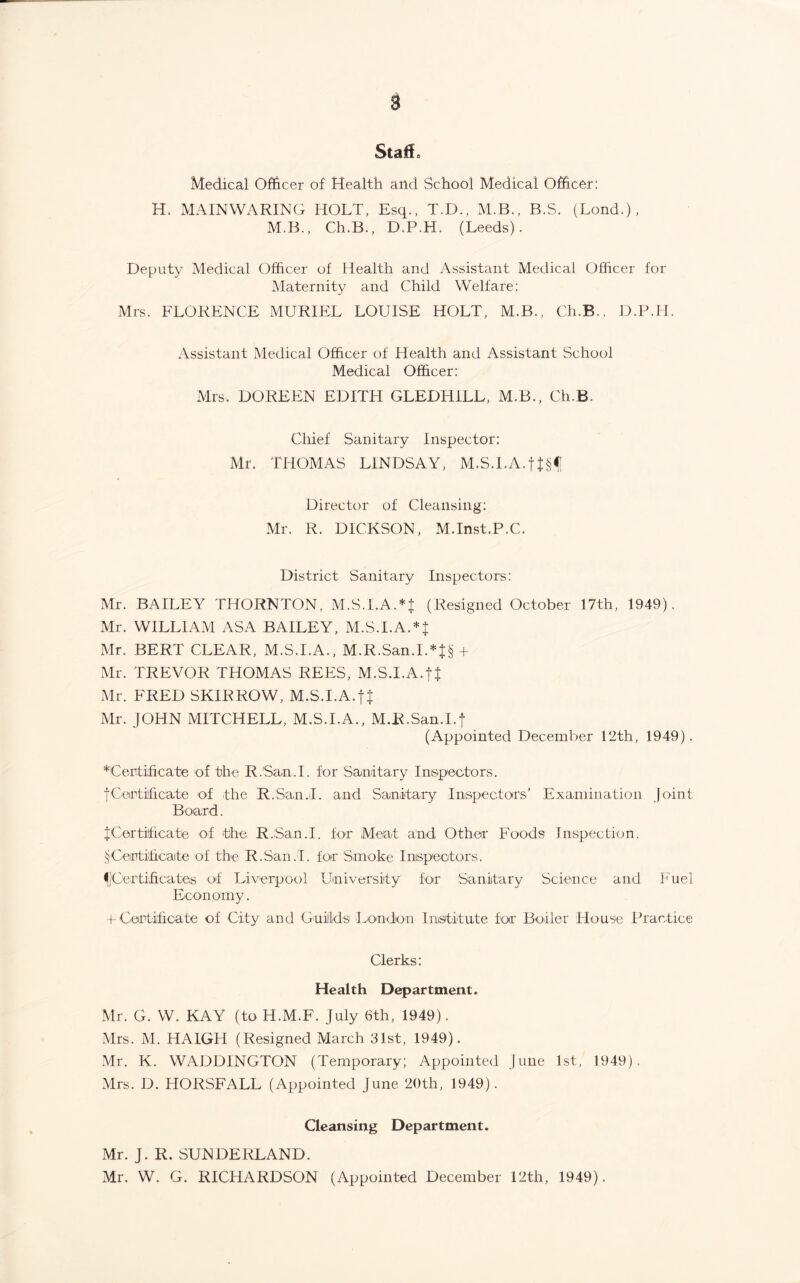 3
Staff.
Medical Officer of Health and School Medical Officer:
H. MAINWARING HOLT, Esq., T.D., M.B., B.S. (Lond.),
M.B., Ch.B., D.P.H. (Leeds).
Deputy Medical Officer of Health and Assistant Medical Officer for
Maternity and Child Welfare:
Mrs. FLORENCE MURIEL LOUISE HOLT, M.B., Ch.B., D.P.H.
Assistant Medical Officer of Health and Assistant School
Medical Officer:
Mrs. DOREEN EDITH GLEDHILL, M.B., Ch.B.
Chief Sanitary Inspector:
Mr. THOMAS LINDSAY, M.S.I.A.†‡§¶
Director of Cleansing:
Mr. R. DICKSON, M.Inst.P.C.
District Sanitary Inspectors:
Mr. BAILEY THORNTON, M.S.I.A.*‡ (Resigned October 17th, 1949).
Mr. WILLIAM ASA BAILEY, M.S.I.A.*‡
Mr. BERT CLEAR, M.S.I.A., M.R.San.I.*‡§ +
Mr. TREVOR THOMAS REES, M.S.I.A.†‡
Mr. FRED SKIRROW, M.S.I.A.†‡
Mr. JOHN MITCHELL, M.S.I.A., M.R.San.I.†
(Appointed December 12th, 1949).
*Certificate of the R.San.I. for Sanitary Inspectors.
†Certificate of the R.San.I. and Sanitary Inspectors' Examination Joint
Board.
‡Certificate of the R.San.I. for Meat and Other Foods Inspection.
§Certificate of the R.San.I. for Smoke Inspectors.
¶Certificates of Liverpool University for Sanitary Science and Fuel
Economy.
+Certificate of City and Guilds London Institute for Boiler House Practice
Clerks:
Health Department.
Mr. G. W. KAY (to H.M.F. July 6th, 1949).
Mrs. M. HAIGH (Resigned March 31st, 1949).
Mr. K. WADDINGTON (Temporary; Appointed June 1st, 1949).
Mrs. D. HORSFALL (Appointed June 20th, 1949).
Cleansing Department.
Mr. J. R. SUNDERLAND.
Mr. W. G. RICHARDSON (Appointed December 12th, 1949).